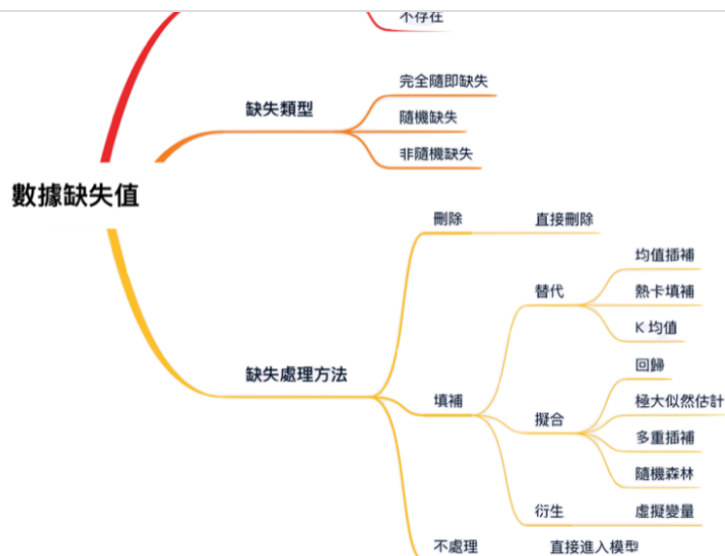 不存在
缺失類型
完全隨即缺失
隨機缺失
非隨機缺失
數據缺失值
缺失處理方法
刪除
直接刪除
填補
替代
均值插補
熱卡填補
K 均值
擬合
回歸
極大似然估計
多重插補
隨機森林
衍生
虛擬變量
不處理
直接進入模型